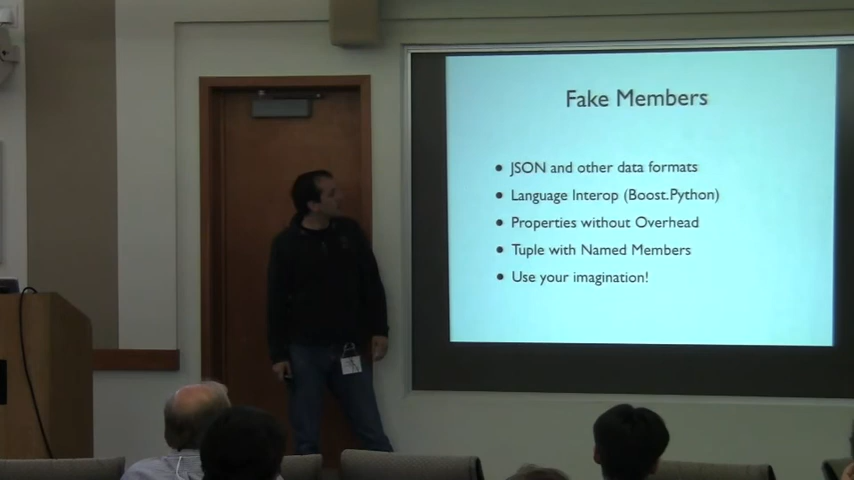 Fake Members
• JSON and other data formats
• Language Interop (Boost.Python)
• Properties without Overhead
• Tuple with Named Members
• Use your imagination!